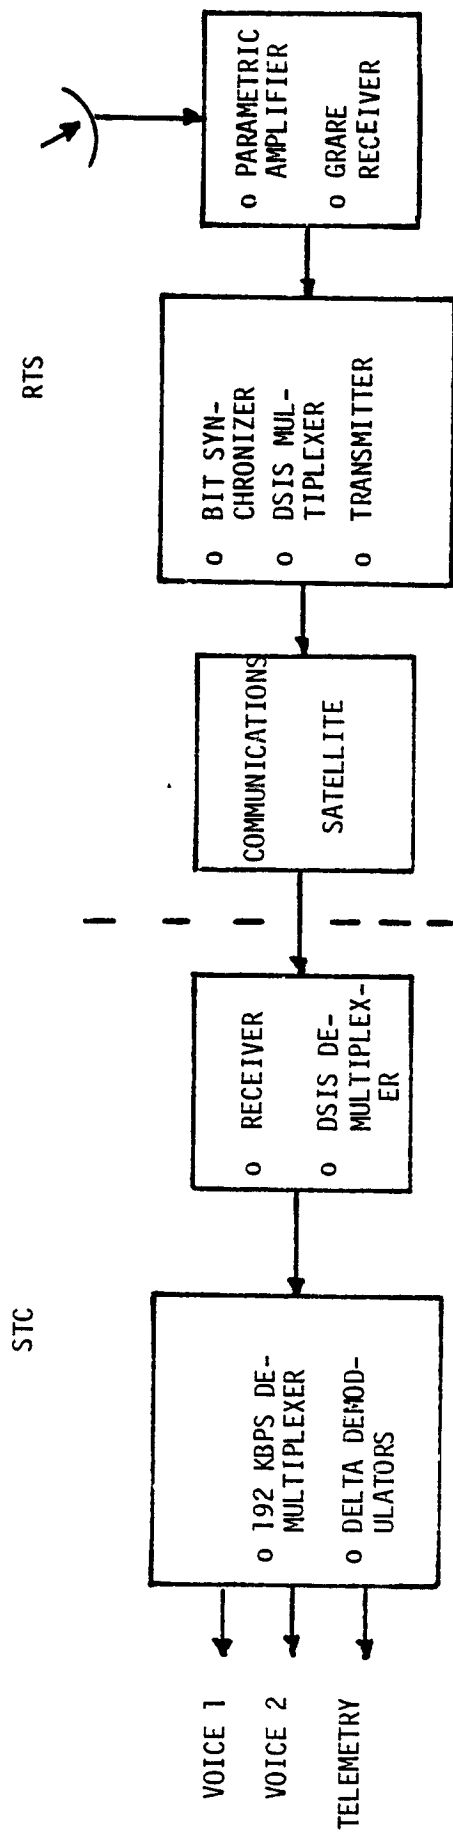 STC
RTS
VOICE 1
VOICE 2
TELEMETRY
o 192 KBPS DE-
MULTIPLEXER
o DELTA DEMOD-
ULATORS
o RECEIVER
o DSIS DE-
MULTIPLEX-
ER
COMMUNICATIONS
SATELLITE
o BIT SYN-
CHRONIZER
o DSIS MUL-
TIPLEXER
o TRANSMITTER
o PARAMETRIC
AMPLIFIER
o GRARE
RECEIVER